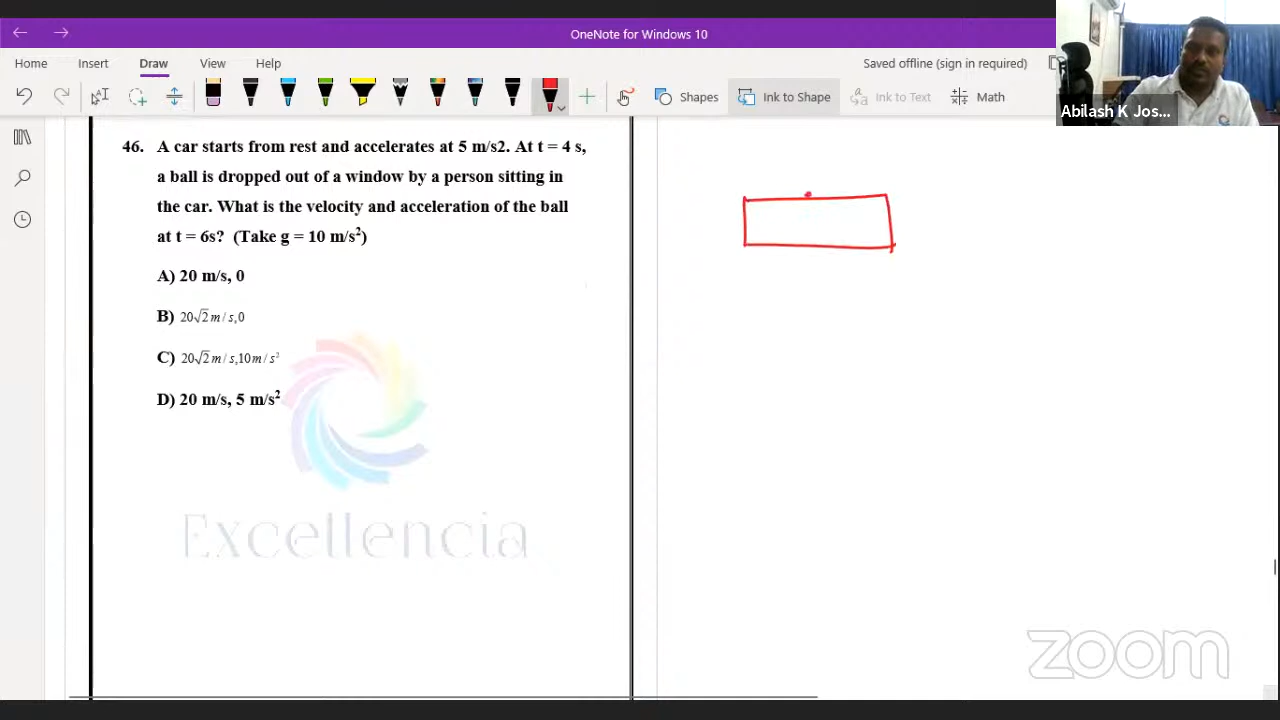 OneNote for Windows 10
Home Insert Draw View Help
Saved offline (sign in required)
Shapes Ink to Shape Ink to Text Math
Abilash K Jos...
46. A car starts from rest and accelerates at 5 m/s2. At t = 4 s,
a ball is dropped out of a window by a person sitting in
the car. What is the velocity and acceleration of the ball
at t = 6s? (Take g = 10 m/s²)
A) 20 m/s, 0
B) 20√2 m / s,0
C) 20√2 m / s,10m / s²
D) 20 m/s, 5 m/s²
Excellencia
zoom